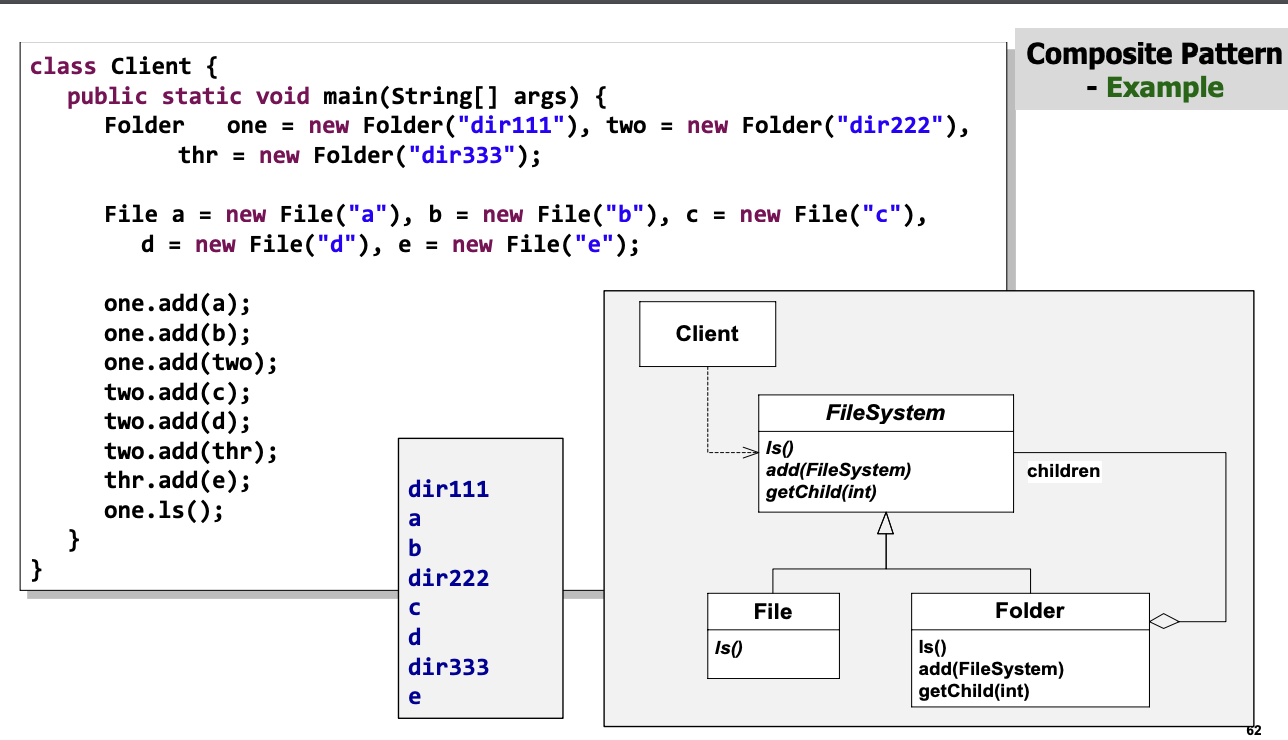 Composite Pattern
- Example
class Client {
public static void main(String[] args) {
Folder one = new Folder("dir111"), two = new Folder("dir222"),
thr = new Folder("dir333");
File a = new File("a"), b = new File("b"), c = new File("c"),
d = new File("d"), e = new File("e");
one.add(a);
one.add(b);
one.add(two);
two.add(c);
two.add(d);
two.add(thr);
thr.add(e);
one.ls();
}
}
dir111
a
b
dir222
c
d
dir333
e
Client
FileSystem
ls()
add(FileSystem)
getChild(int)
children
File
ls()
Folder
ls()
add(FileSystem)
getChild(int)
62